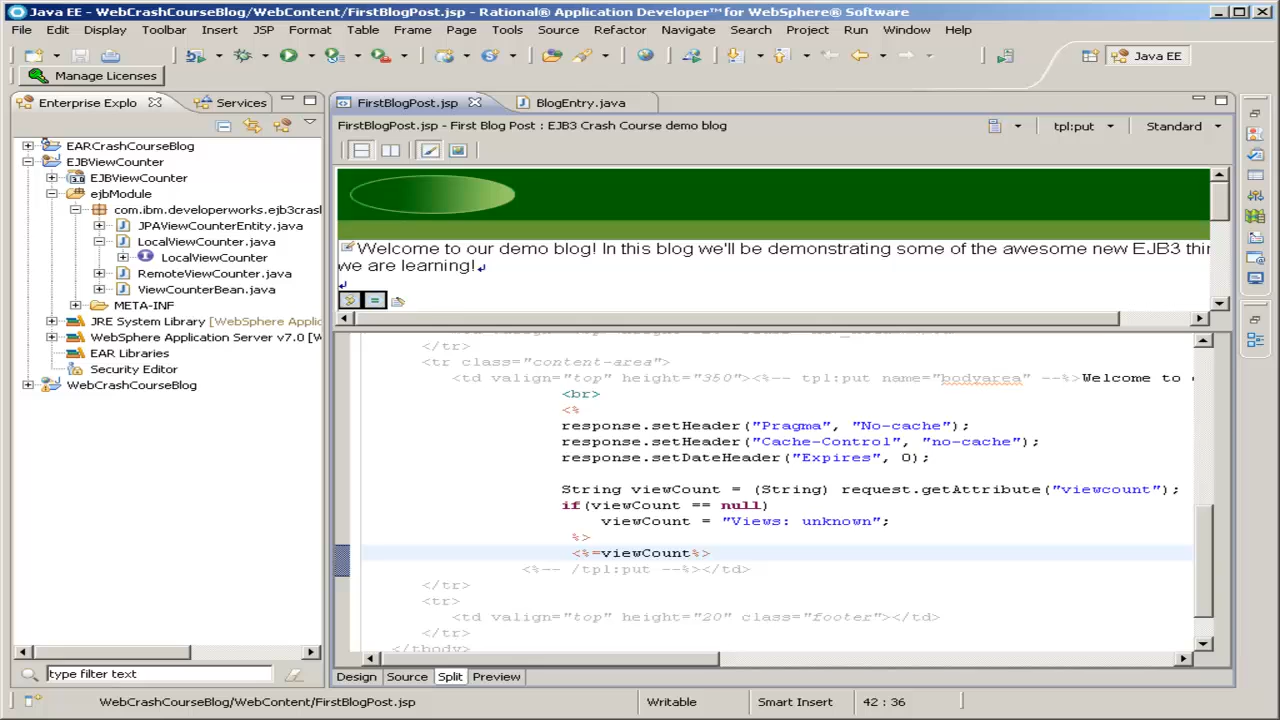 Java EE - WebCrashCourseBlog/WebContent/FirstBlogPost.jsp - Rational® Application Developer™ for WebSphere® Software
File Edit Display Toolbar Insert JSP Format Table Frame Page Tools Source Refactor Navigate Search Project Run Window Help
Java EE
Manage Licenses
Enterprise Explo Services
FirstBlogPost.jsp BlogEntry.java
FirstBlogPost.jsp - First Blog Post : EJB3 Crash Course demo blog
tpl:put Standard
EARCrashCourseBlog
EJBViewCounter
EJBViewCounter
ejbModule
com.ibm.developerworks.ejb3crash
JPAViewCounterEntity.java
LocalViewCounter.java
LocalViewCounter
RemoteViewCounter.java
ViewCounterBean.java
META-INF
JRE System Library [WebSphere Applic
WebSphere Application Server v7.0 [W
EAR Libraries
Security Editor
WebCrashCourseBlog
type filter text
Welcome to our demo blog! In this blog we'll be demonstrating some of the awesome new EJB3 thin
we are learning!
</tr>
<tr class="content-area">
<td valign="top" height="350"><%-- tpl:put name="bodyarea" --%>Welcome to o
<br>
<%
response.setHeader("Pragma", "No-cache");
response.setHeader("Cache-Control", "no-cache");
response.setDateHeader("Expires", 0);
String viewCount = (String) request.getAttribute("viewcount");
if(viewCount == null)
viewCount = "Views: unknown";
%>
<%=viewCount%>
<%-- /tpl:put --%></td>
</tr>
<tr>
<td valign="top" height="20" class="footer"></td>
</tr>
</tbody>
Design Source Split Preview
WebCrashCourseBlog/WebContent/FirstBlogPost.jsp Writable Smart Insert 42 : 36